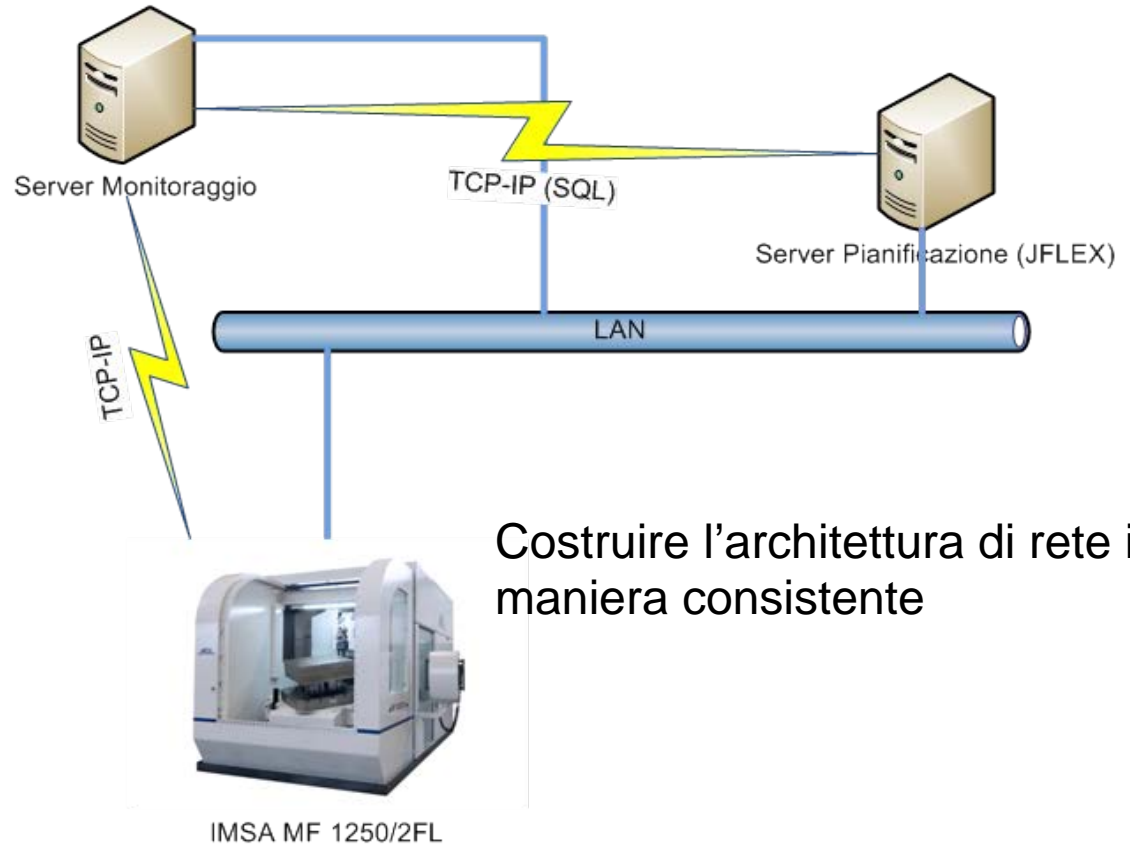 Server Monitoraggio
TCP-IP (SQL)
Server Pianificazione (JFLEX)
LAN
TCP-IP
Costruire l’architettura di rete i
maniera consistente
IMSA MF 1250/2FL